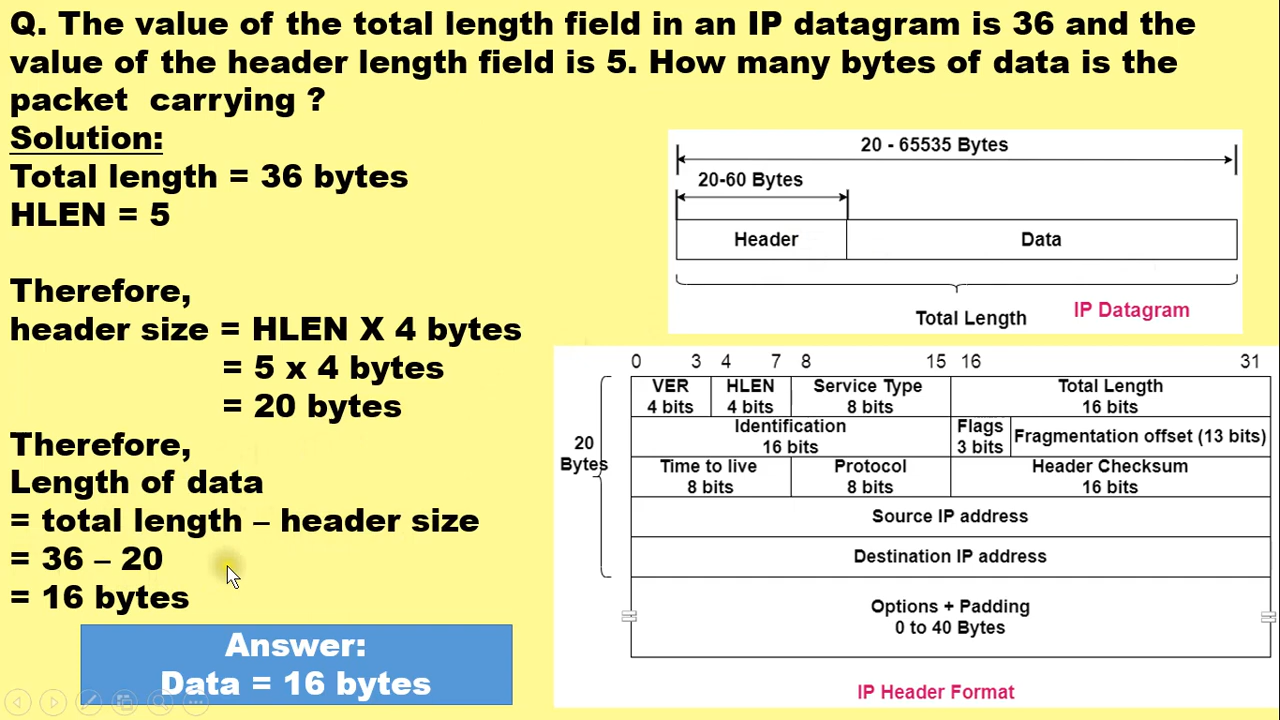 Q. The value of the total length field in an IP datagram is 36 and the
value of the header length field is 5. How many bytes of data is the
packet carrying ?
Solution:
Total length = 36 bytes
HLEN = 5
Therefore,
header size = HLEN X 4 bytes
= 5 x 4 bytes
= 20 bytes
Therefore,
Length of data
= total length – header size
= 36 – 20
= 16 bytes
Answer:
Data = 16 bytes
20 - 65535 Bytes
20-60 Bytes
Header Data
Total Length
IP Datagram
0 3 4 7 8 15 16 31
VER HLEN Service Type Total Length
4 bits 4 bits 8 bits 16 bits
20
Bytes
Identification Flags Fragmentation offset (13 bits)
16 bits 3 bits
Time to live Protocol Header Checksum
8 bits 8 bits 16 bits
Source IP address
Destination IP address
Options + Padding
0 to 40 Bytes
IP Header Format